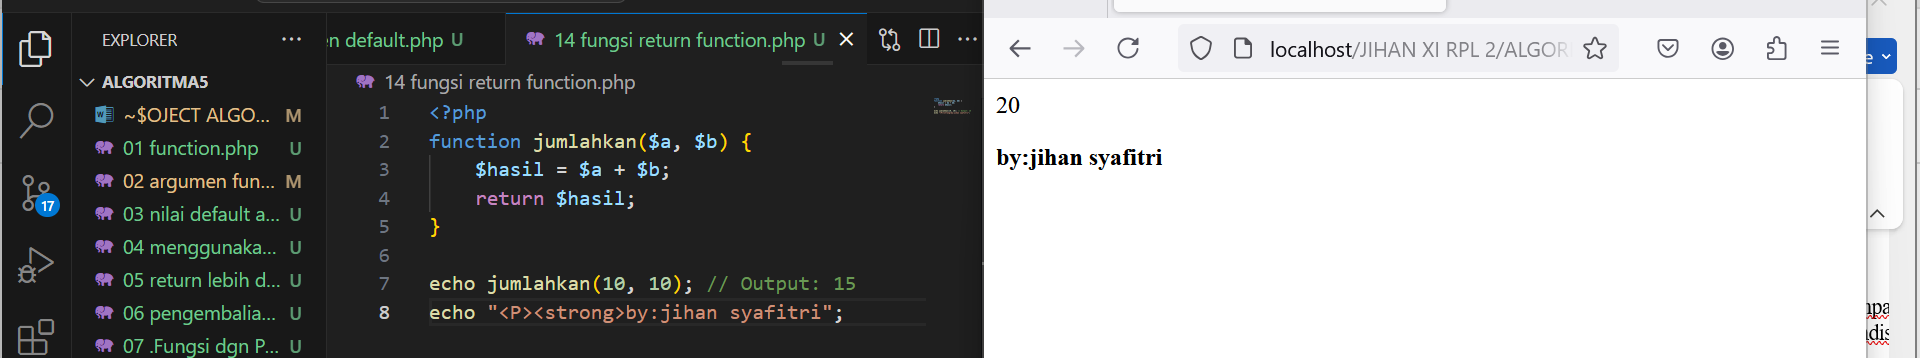 EXPLORER ...
ALGORITMA5
~$OJECT ALGO... M
01 function.php U
02 argumen fun... M
03 nilai default a... U
04 menggunaka... U
05 return lebih d... U
06 pengembalia... U
07 .Fungsi dgn P... U
17
n default.php U
14 fungsi return function.php U
14 fungsi return function.php
1 <?php
2 function jumlahkan($a, $b) {
3 $hasil = $a + $b;
4 return $hasil;
5 }
6
7 echo jumlahkan(10, 10); // Output: 15
8 echo "<P><strong>by:jihan syafitri";
localhost/JIHAN XI RPL 2/ALGOR
20
by:jihan syafitri